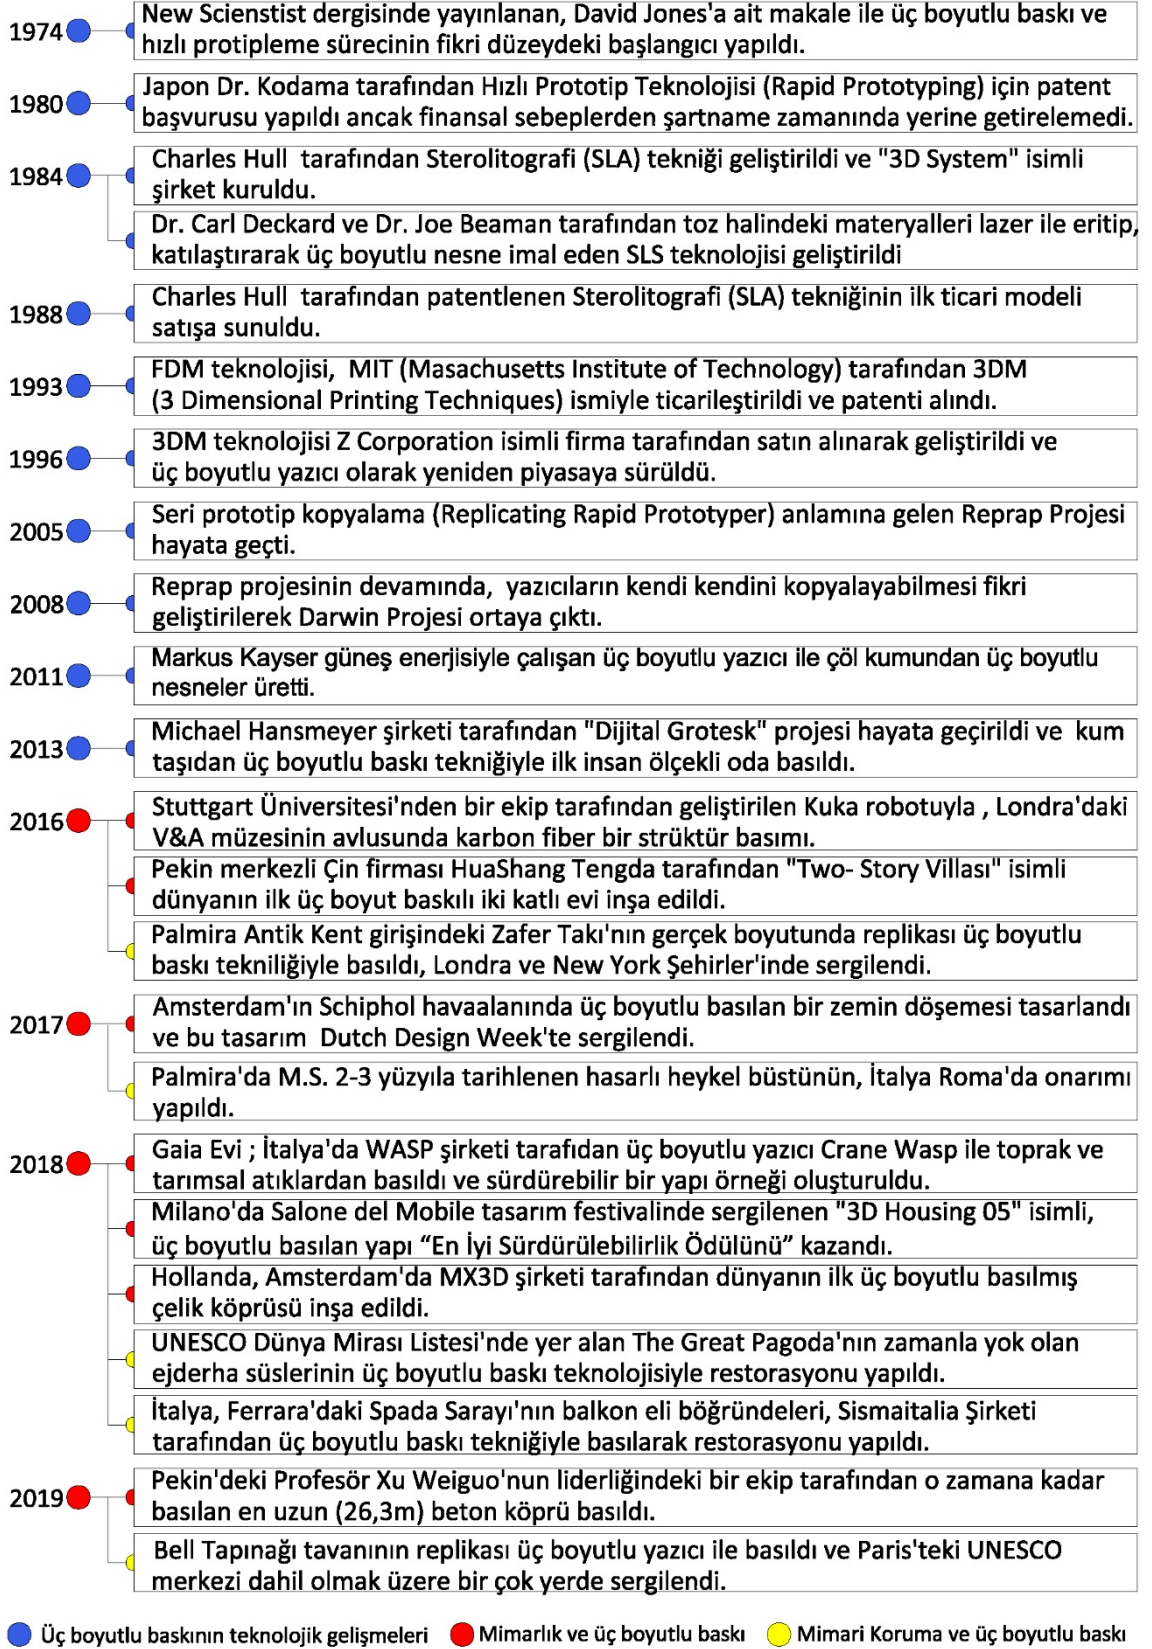 1974
New Scienstist dergisinde yayınlanan, David Jones'a ait makale ile üç boyutlu baskı ve
hızlı protipleme sürecinin fikri düzeydeki başlangıcı yapıldı.
1980
Japon Dr. Kodama tarafından Hızlı Prototip Teknolojisi (Rapid Prototyping) için patent
başvurusu yapıldı ancak finansal sebeplerden şartname zamanında yerine getirelemedi.
1984
Charles Hull tarafından Sterolitografi (SLA) tekniği geliştirildi ve "3D System" isimli
şirket kuruldu.
Dr. Carl Deckard ve Dr. Joe Beaman tarafından toz halindeki materyalleri lazer ile eritip,
katılaştırarak üç boyutlu nesne imal eden SLS teknolojisi geliştirildi
1988
Charles Hull tarafından patentlenen Sterolitografi (SLA) tekniğinin ilk ticari modeli
satışa sunuldu.
1993
FDM teknolojisi, MIT (Masachusetts Institute of Technology) tarafından 3DM
(3 Dimensional Printing Techniques) ismiyle ticarileştirildi ve patenti alındı.
1996
3DM teknolojisi Z Corporation isimli firma tarafından satın alınarak geliştirildi ve
üç boyutlu yazıcı olarak yeniden piyasaya sürüldü.
2005
Seri prototip kopyalama (Replicating Rapid Prototyper) anlamına gelen Reprap Projesi
hayata geçti.
2008
Reprap projesinin devamında, yazıcıların kendi kendini kopyalayabilmesi fikri
geliştirilerek Darwin Projesi ortaya çıktı.
2011
Markus Kayser güneş enerjisiyle çalışan üç boyutlu yazıcı ile çöl kumundan üç boyutlu
nesneler üretti.
2013
Michael Hansmeyer şirketi tarafından "Dijital Grotesk" projesi hayata geçirildi ve kum
taşıdan üç boyutlu baskı tekniğiyle ilk insan ölçekli oda basıldı.
2016
Stuttgart Üniversitesi'nden bir ekip tarafından geliştirilen Kuka robotuyla , Londra'daki
V&A müzesinin avlusunda karbon fiber bir strüktür basımı.
Pekin merkezli Çin firması HuaShang Tengda tarafından "Two- Story Villası" isimli
dünyanın ilk üç boyut baskılı iki katlı evi inşa edildi.
Palmira Antik Kent girişindeki Zafer Takı'nın gerçek boyutunda replikası üç boyutlu
baskı tekniliğiyle basıldı, Londra ve New York Şehirler'inde sergilendi.
2017
Amsterdam'ın Schiphol havaalanında üç boyutlu basılan bir zemin döşemesi tasarlandı
ve bu tasarım Dutch Design Week'te sergilendi.
Palmira'da M.S. 2-3 yüzyıla tarihlenen hasarlı heykel büstünün, İtalya Roma'da onarımı
yapıldı.
2018
Gaia Evi ; İtalya'da WASP şirketi tarafıdan üç boyutlu yazıcı Crane Wasp ile toprak ve
tarımsal atıklardan basıldı ve sürdürebilir bir yapı örneği oluşturuldu.
Milano'da Salone del Mobile tasarım festivalinde sergilenen "3D Housing 05" isimli,
üç boyutlu basılan yapı “En İyi Sürdürülebilirlik Ödülünü” kazandı.
Hollanda, Amsterdam'da MX3D şirketi tarafından dünyanın ilk üç boyutlu basılmış
çelik köprüsü inşa edildi.
UNESCO Dünya Mirası Listesi'nde yer alan The Great Pagoda'nın zamanla yok olan
ejderha süslerinin üç boyutlu baskı teknolojisiyle restorasyonu yapıldı.
İtalya, Ferrara'daki Spada Sarayı'nın balkon eli böğründeleri, Sismaitalia Şirketi
tarafından üç boyutlu baskı tekniğiyle basılarak restorasyonu yapıldı.
2019
Pekin'deki Profesör Xu Weiguo'nun liderliğindeki bir ekip tarafından o zamana kadar
basılan en uzun (26,3m) beton köprü basıldı.
Bell Tapınağı tavanının replikası üç boyutlu yazıcı ile basıldı ve Paris'teki UNESCO
merkezi dahil olmak üzere bir çok yerde sergilendi.
Üç boyutlu baskının teknolojik gelişmeleri Mimarlık ve üç boyutlu baskı Mimari Koruma ve üç boyutlu baskı